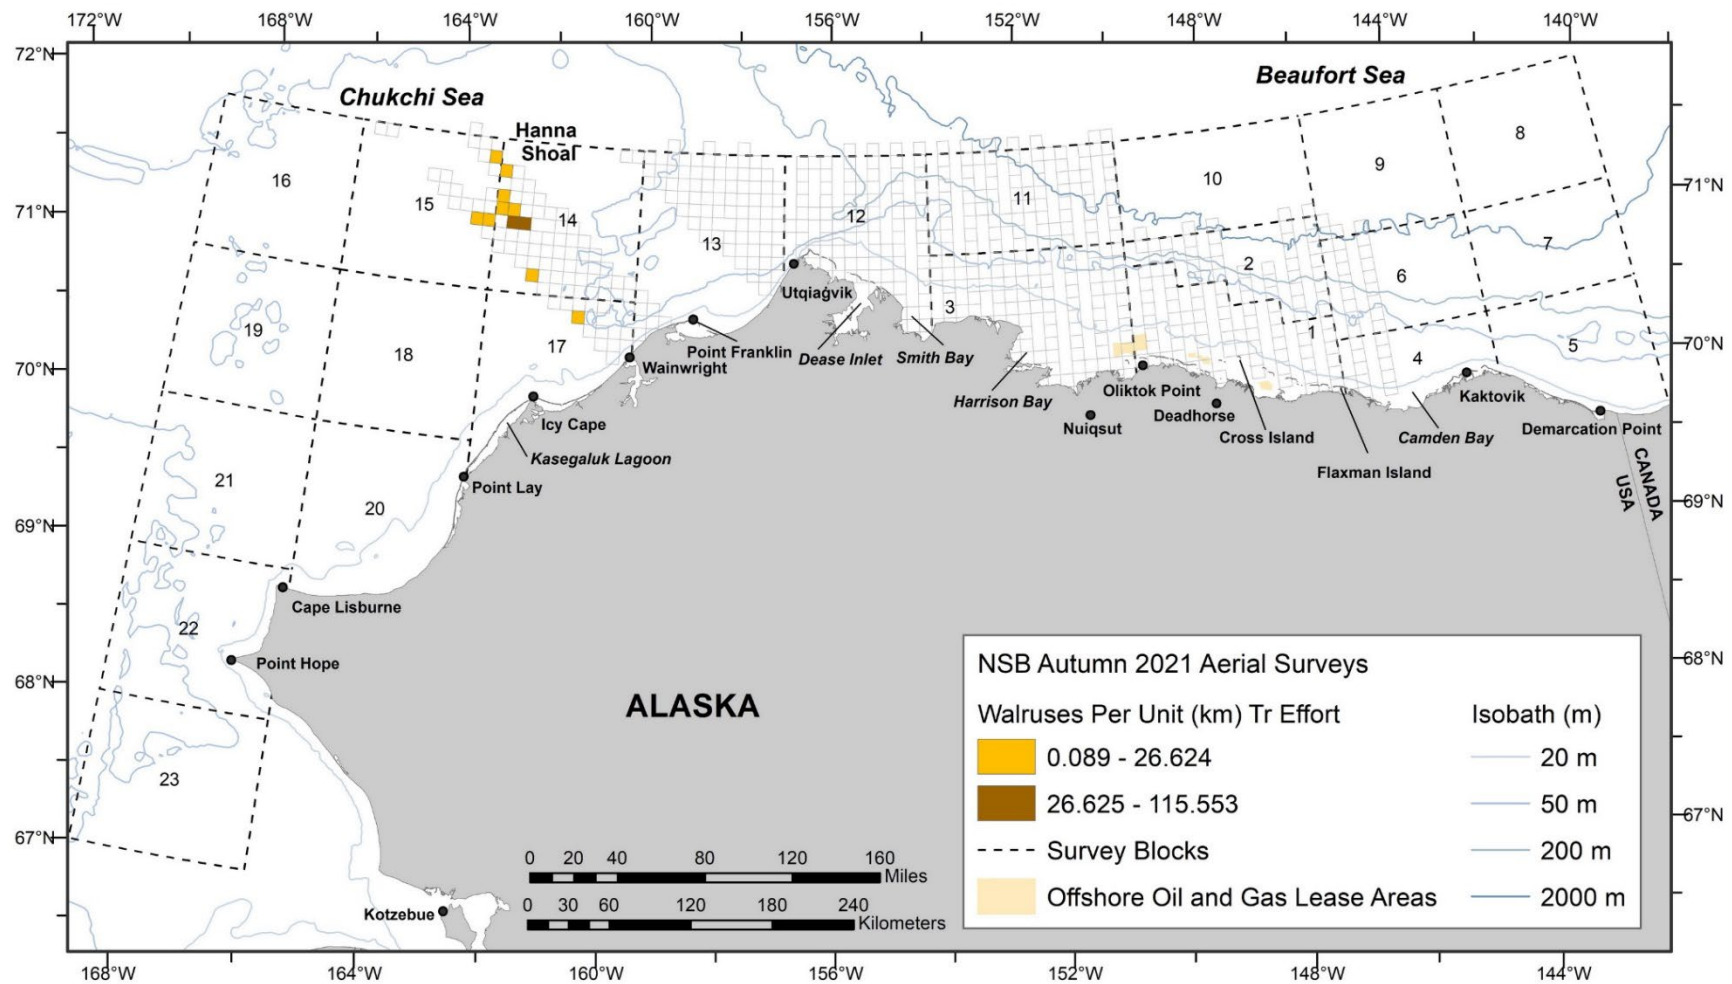 172°W 168°W 164°W 160°W 156°W 152°W 148°W 144°W 140°W
72°N
Chukchi Sea
Beaufort Sea
Hanna
Shoal
8
9
10
16
15
14
11
12
13
71°N
71°N
7
2
6
3
Utqiaġvik
19
18
17
1
5
4
70°N
70°N
Point Franklin
Wainwright
Dease Inlet
Smith Bay
Harrison Bay
Oliktok Point
Nuiqsut
Deadhorse
Cross Island
Flaxman Island
Camden Bay
Kaktovik
Demarcation Point
Icy Cape
Kasegaluk Lagoon
Point Lay
CANADA
USA
21
20
69°N
69°N
Cape Lisburne
22
Point Hope
68°N
68°N
ALASKA
23
67°N
67°N
Kotzebue
0 20 40 80 120 160
Miles
0 30 60 120 180 240
Kilometers
NSB Autumn 2021 Aerial Surveys
Walruses Per Unit (km) Tr Effort
0.089 - 26.624
26.625 - 115.553
Survey Blocks
Offshore Oil and Gas Lease Areas
Isobath (m)
20 m
50 m
200 m
2000 m
168°W 164°W 160°W 156°W 152°W 148°W 144°W